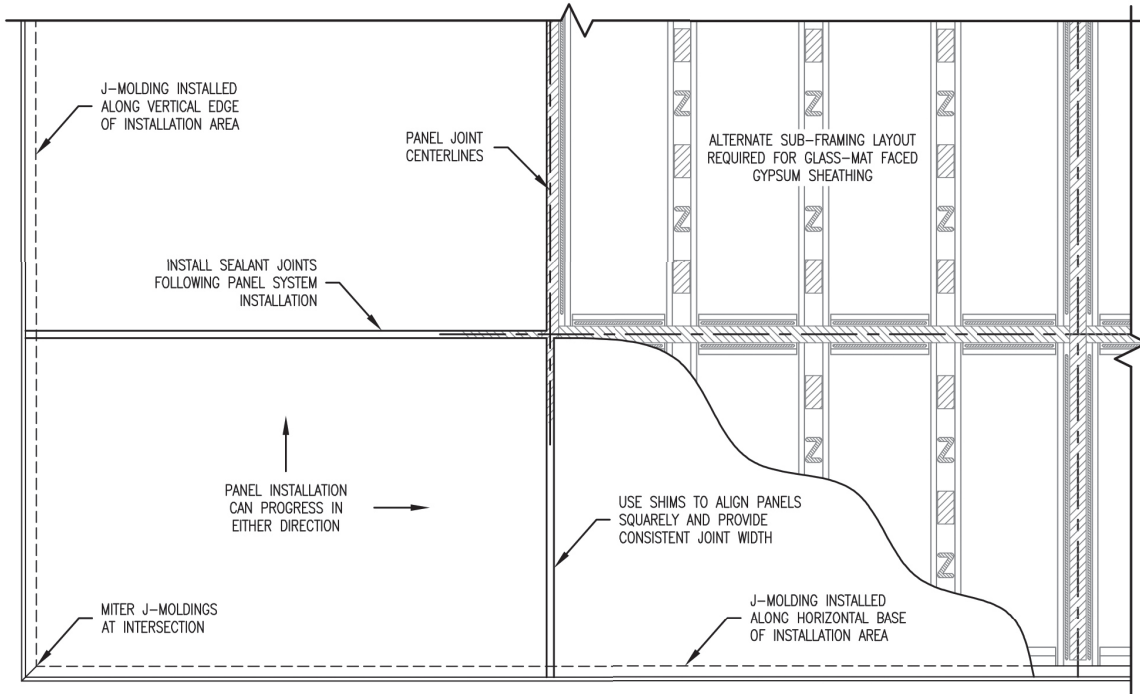 J-MOLDING INSTALLED
ALONG VERTICAL EDGE
OF INSTALLATION AREA
PANEL JOINT
CENTERLINES
ALTERNATE SUB-FRAMING LAYOUT
REQUIRED FOR GLASS-MAT FACED
GYPSUM SHEATHING
INSTALL SEALANT JOINTS
FOLLOWING PANEL SYSTEM
INSTALLATION
PANEL INSTALLATION
CAN PROGRESS IN
EITHER DIRECTION
USE SHIMS TO ALIGN PANELS
SQUARELY AND PROVIDE
CONSISTENT JOINT WIDTH
MITER J-MOLDINGS
AT INTERSECTION
J-MOLDING INSTALLED
ALONG HORIZONTAL BASE
OF INSTALLATION AREA